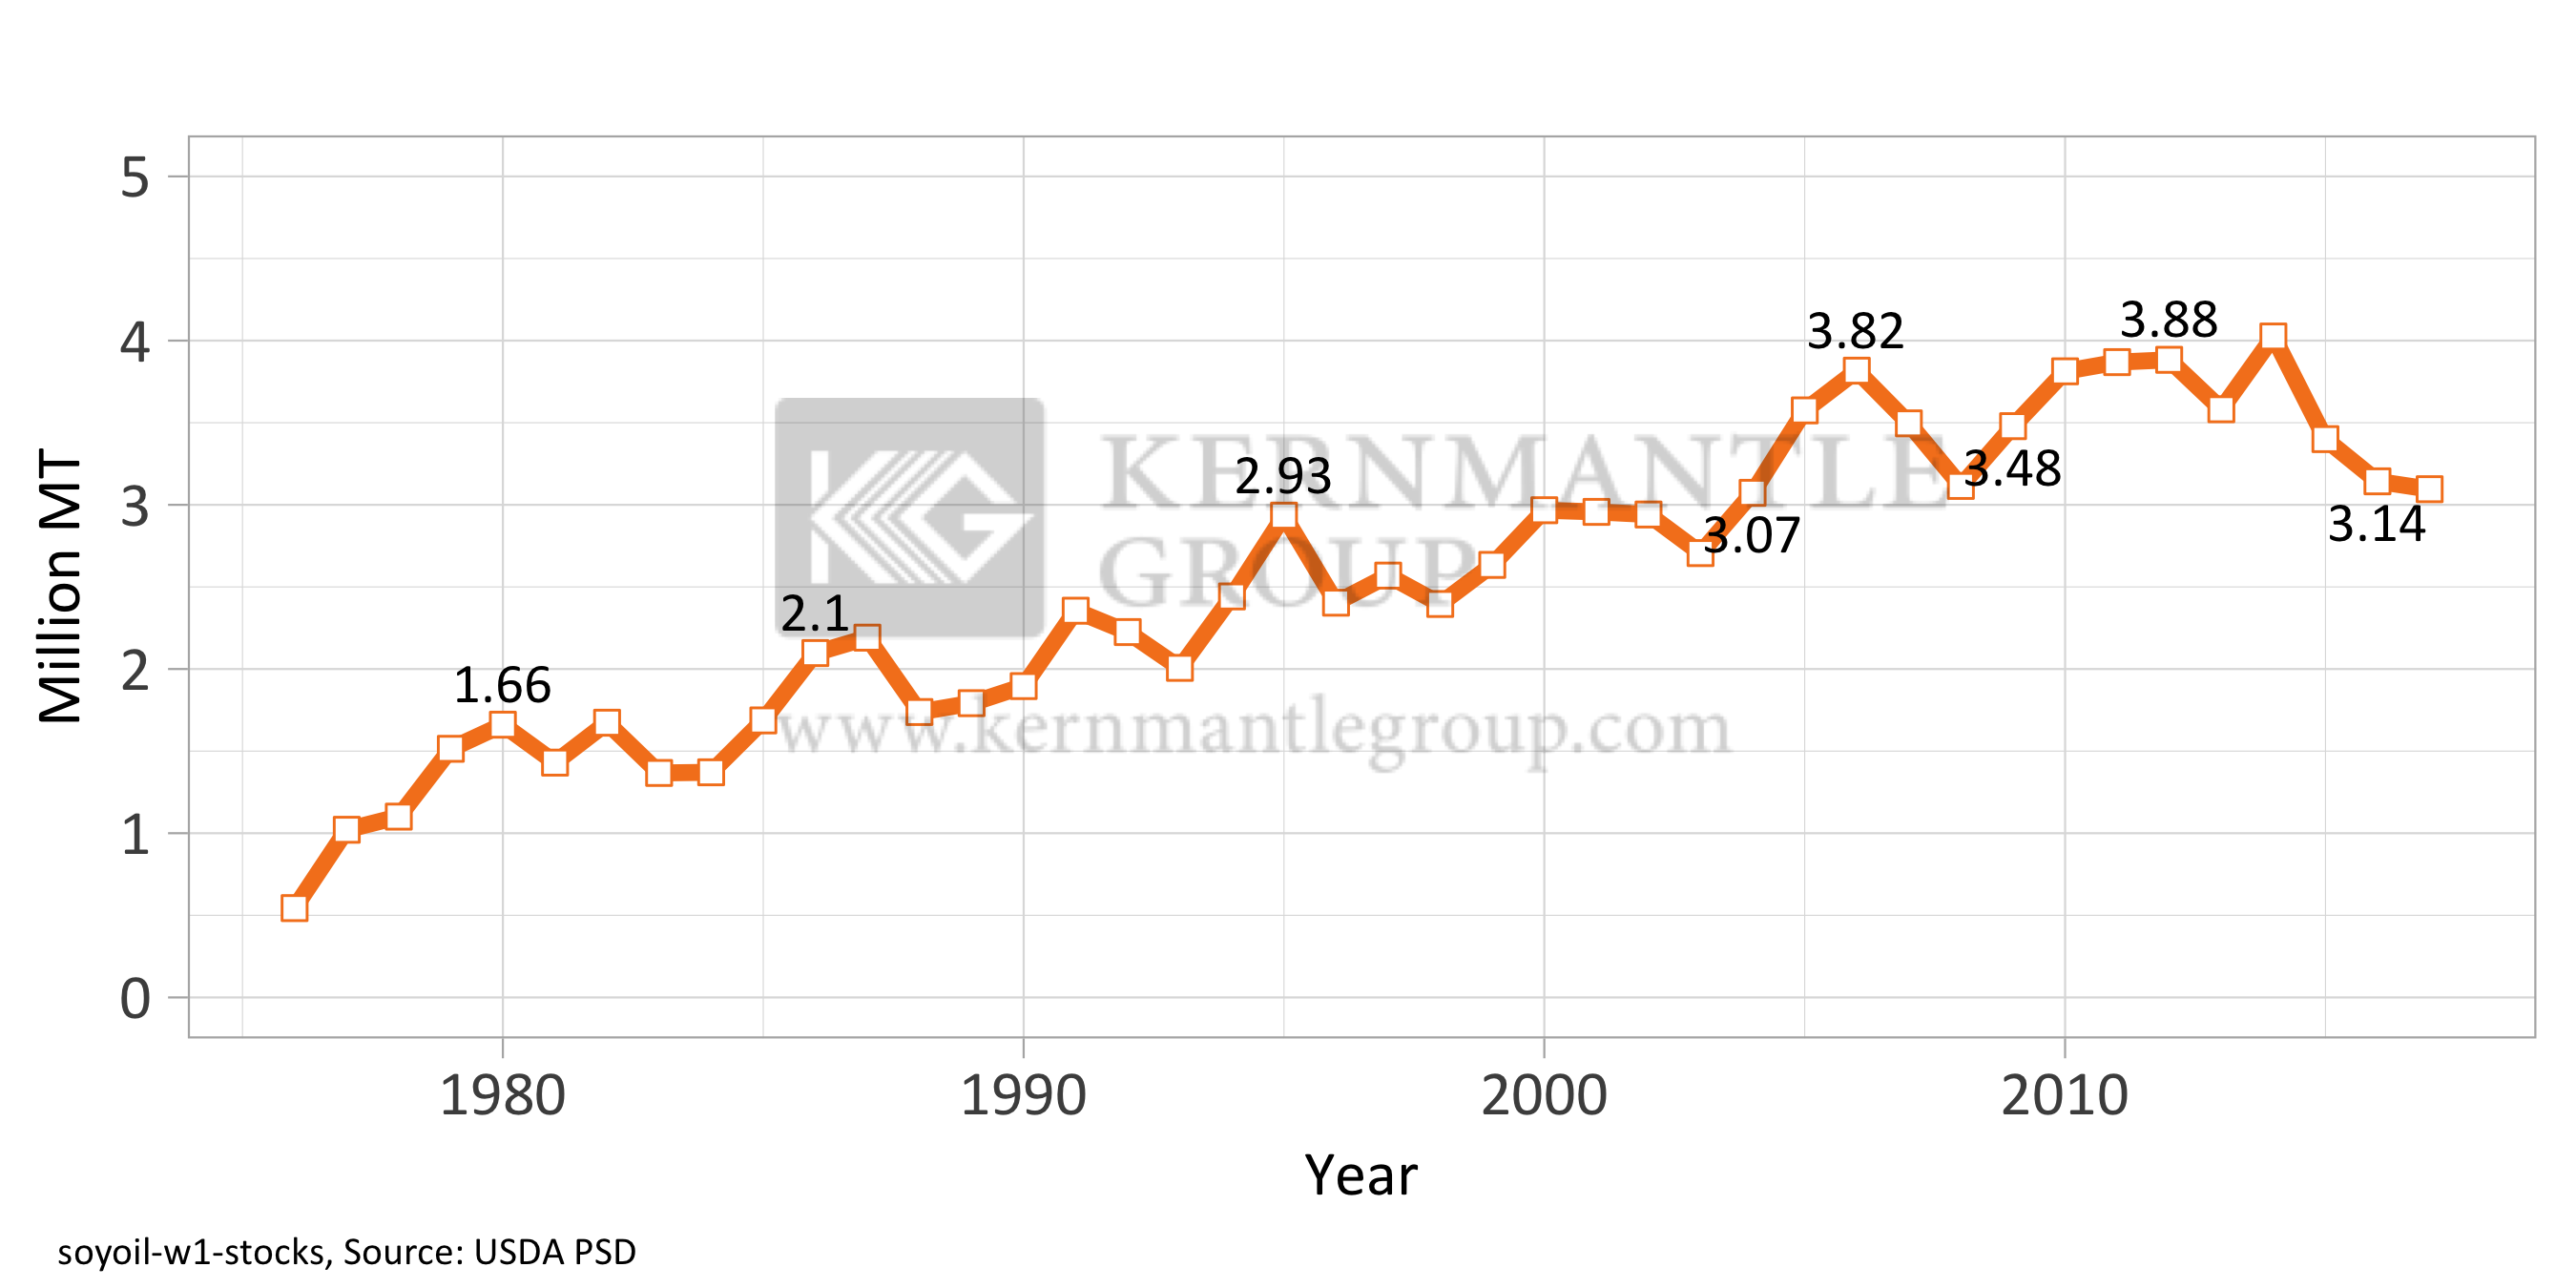 5
4
3
2
1
0
Million MT
1.66
2.1
2.93
3.07
3.82
3.48
3.88
3.14
KG
KERNMANTLE
GROUP
www.kernmantlegroup.com
1980
1990
2000
2010
Year
soyoil-w1-stocks, Source: USDA PSD